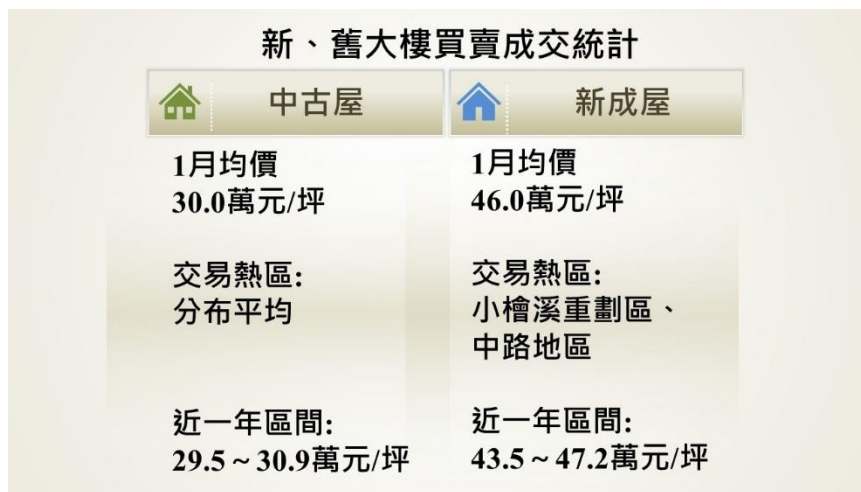 新、舊大樓買賣成交統計
中古屋
1月均價
30.0萬元/坪
交易熱區:
分布平均
近一年區間:
29.5～30.9萬元/坪
新成屋
1月均價
46.0萬元/坪
交易熱區:
小檜溪重劃區、
中路地區
近一年區間:
43.5～47.2萬元/坪